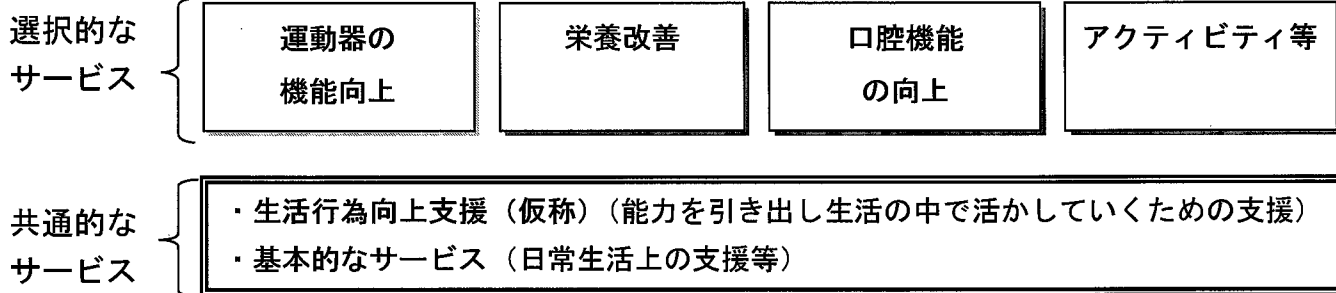 選択的な
サービス
運動器の
機能向上
栄養改善
口腔機能
の向上
アクティビティ等
共通的な
サービス
・生活行為向上支援（仮称）（能力を引き出し生活の中で活かしていくための支援）
・基本的なサービス（日常生活上の支援等）